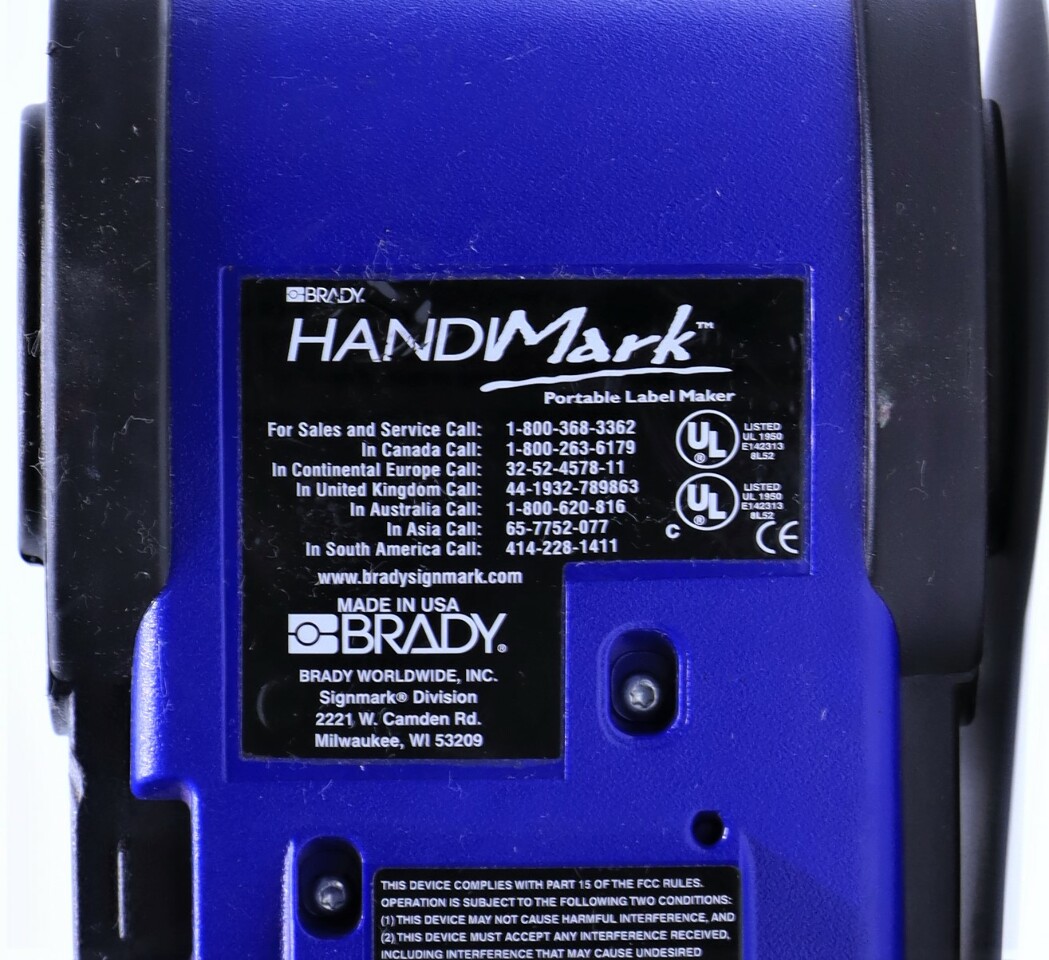 BRADY.
HANDIMark™
Portable Label Maker
For Sales and Service Call: 1-800-368-3362
In Canada Call: 1-800-263-6179
In Continental Europe Call: 32-52-4578-11
In United Kingdom Call: 44-1932-789863
In Australia Call: 1-800-620-816
In Asia Call: 65-7752-077
In South America Call: 414-228-1411
UL®
LISTED
UL 1950
E142313
8L52
C UL®
LISTED
UL 1950
E142313
8L52
CE
www.bradysignmark.com
MADE IN USA
BRADY®
BRADY WORLDWIDE, INC.
Signmark® Division
2221 W. Camden Rd.
Milwaukee, WI 53209
THIS DEVICE COMPLIES WITH PART 15 OF THE FCC RULES.
OPERATION IS SUBJECT TO THE FOLLOWING TWO CONDITIONS:
(1) THIS DEVICE MAY NOT CAUSE HARMFUL INTERFERENCE, AND
(2) THIS DEVICE MUST ACCEPT ANY INTERFERENCE RECEIVED,
INCLUDING INTERFERENCE THAT MAY CAUSE UNDESIRED